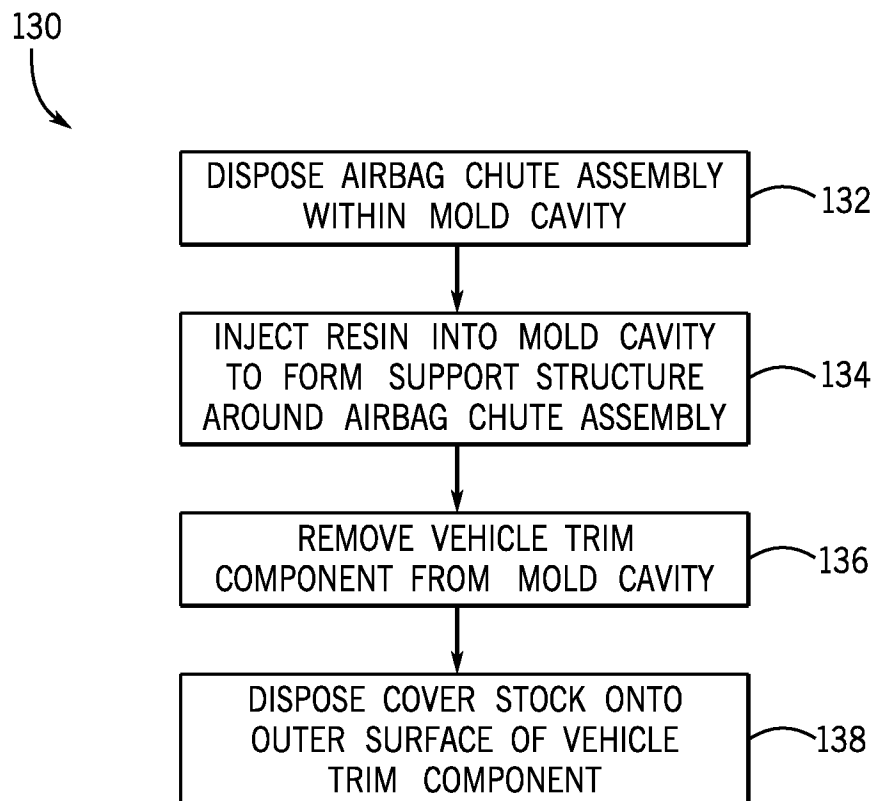 130
DISPOSE AIRBAG CHUTE ASSEMBLY
WITHIN MOLD CAVITY
132
INJECT RESIN INTO MOLD CAVITY
TO FORM SUPPORT STRUCTURE
AROUND AIRBAG CHUTE ASSEMBLY
134
REMOVE VEHICLE TRIM
COMPONENT FROM MOLD CAVITY
136
DISPOSE COVER STOCK ONTO
OUTER SURFACE OF VEHICLE
TRIM COMPONENT
138